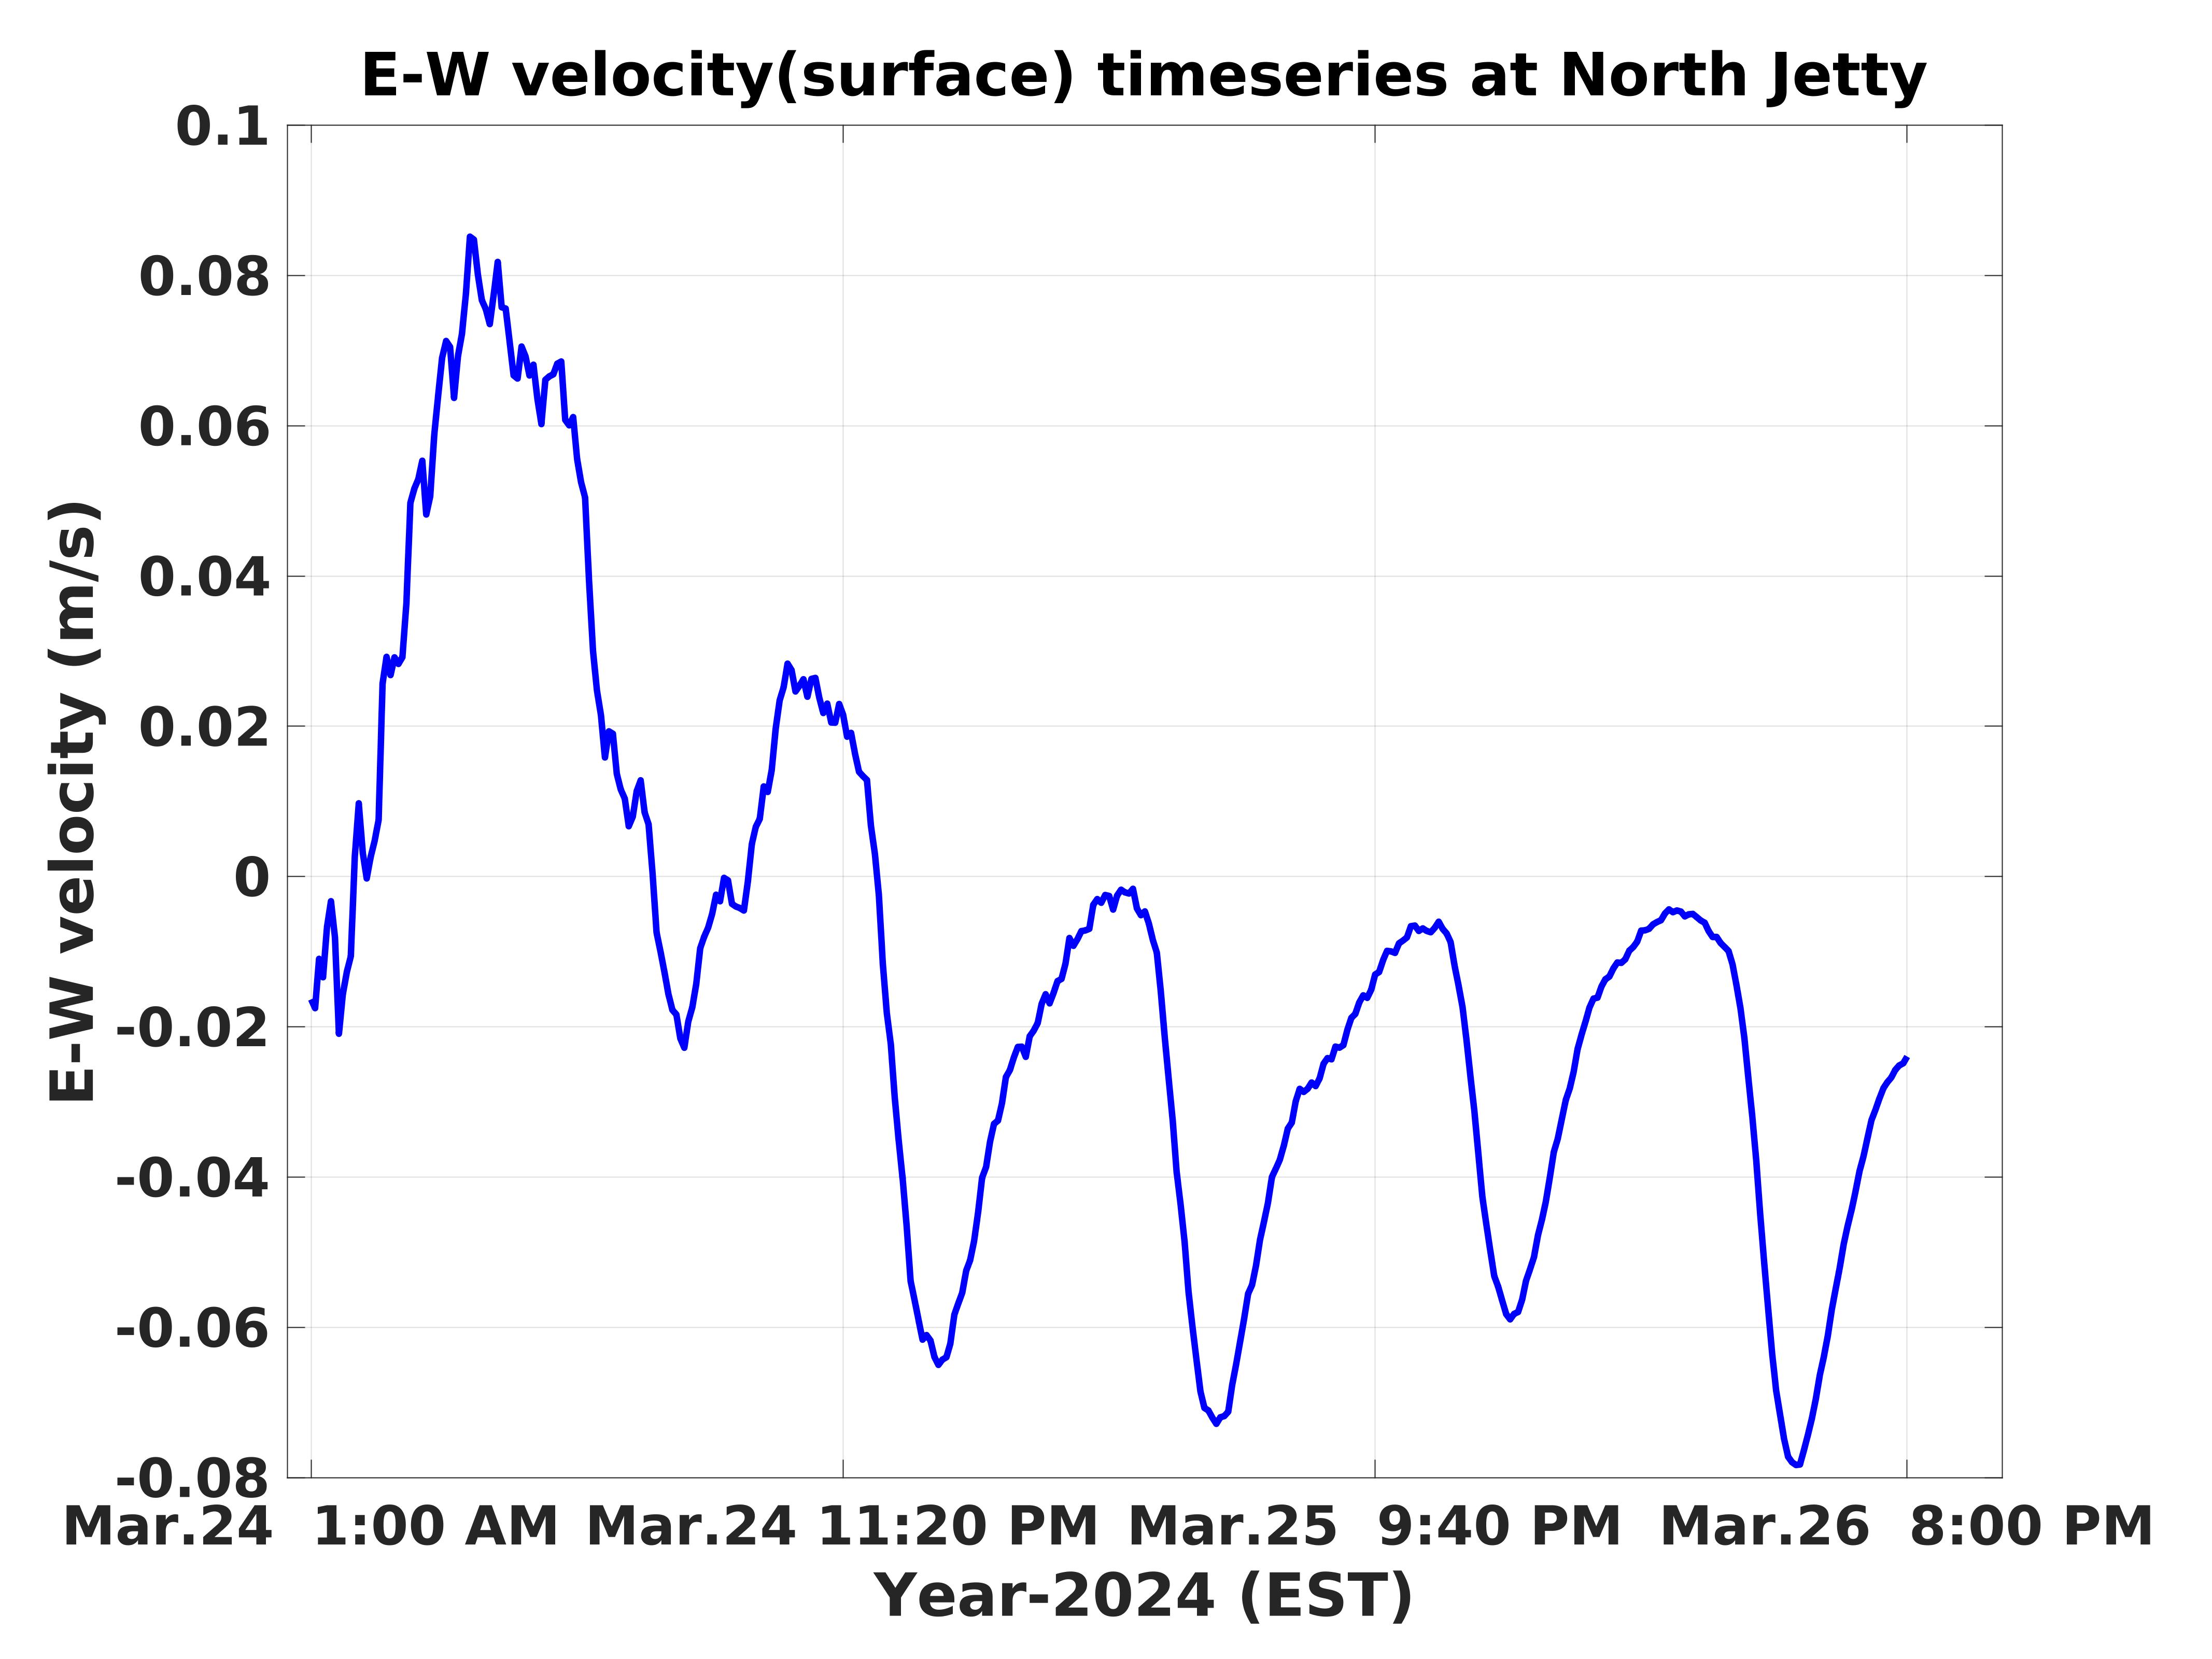 E-W velocity(surface) timeseries at North Jetty
0.1
0.08
0.06
0.04
0.02
0
-0.02
-0.04
-0.06
-0.08
E-W velocity (m/s)
Mar.24 1:00 AM Mar.24 11:20 PM Mar.25 9:40 PM Mar.26 8:00 PM
Year-2024 (EST)